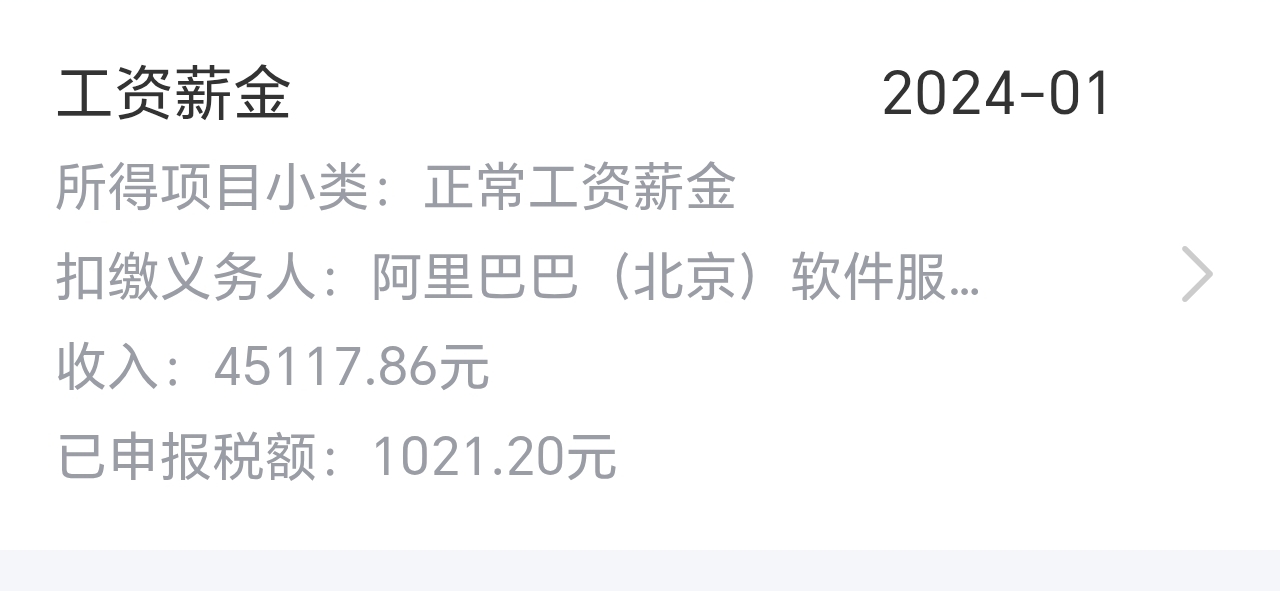 工资薪金 2024-01
所得项目小类：正常工资薪金
扣缴义务人：阿里巴巴（北京）软件服...
收入：45117.86元
已申报税额：1021.20元